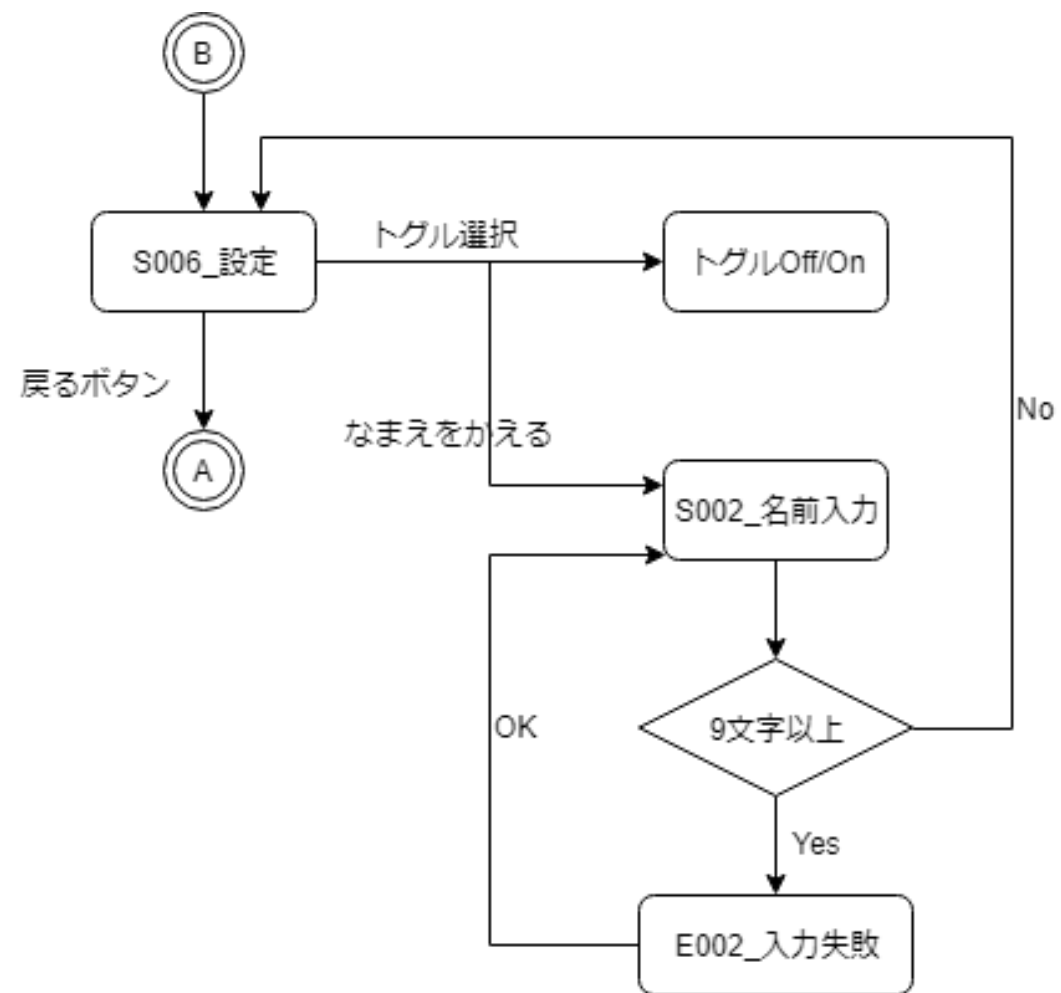 B
トグル選択
S006_設定
トグルOff/On
戻るボタン
A
なまえをかえる
No
S002_名前入力
OK
9文字以上
Yes
E002_入力失敗